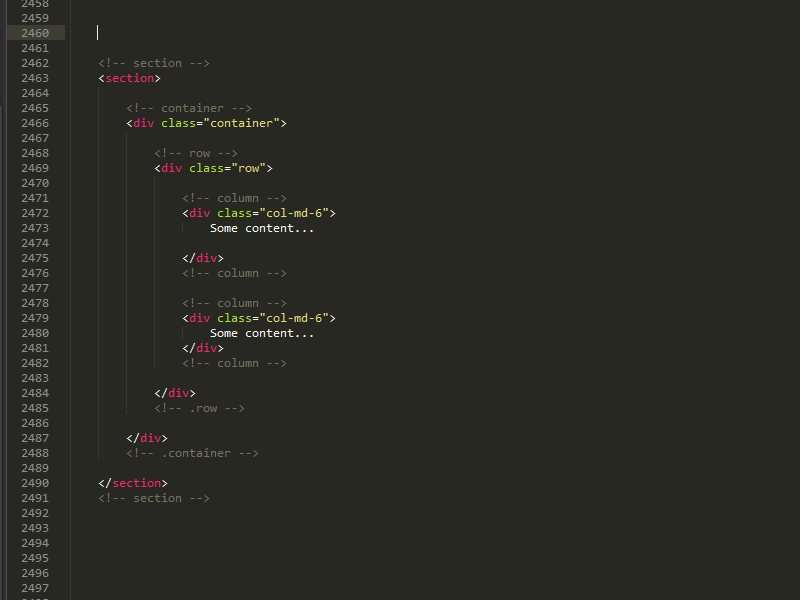 2458
2459
2460
2461
2462 <!-- section -->
2463 <section>
2464
2465 <!-- container -->
2466 <div class="container">
2467
2468 <!-- row -->
2469 <div class="row">
2470
2471 <!-- column -->
2472 <div class="col-md-6">
2473 Some content...
2474
2475 </div>
2476 <!-- column -->
2477
2478 <!-- column -->
2479 <div class="col-md-6">
2480 Some content...
2481 </div>
2482 <!-- column -->
2483
2484 </div>
2485 <!-- .row -->
2486
2487 </div>
2488 <!-- .container -->
2489
2490 </section>
2491 <!-- section -->
2492
2493
2494
2495
2496
2497